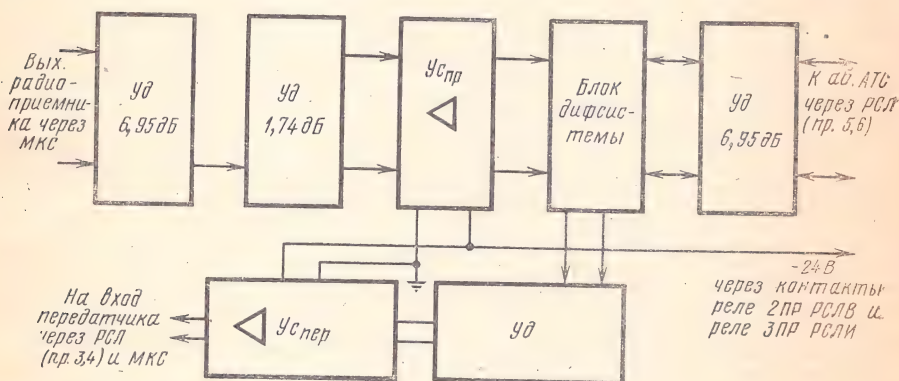 Вых.
радио-
приемни-
ка через
МКС
Уд
6,95дБ
Уд
1,74дБ
Ус пр
Блок
дифсис-
темы
Уд
6,95дБ
К аб. АТС
через РСЛ
(пр. 5,6)
На вход
передатчика
через РСЛ
(пр. 3,4) и МКС
Ус пер
Уд
-24В
через контакты
реле 2ПР РСЛВ и
реле 3ПР РСЛИ